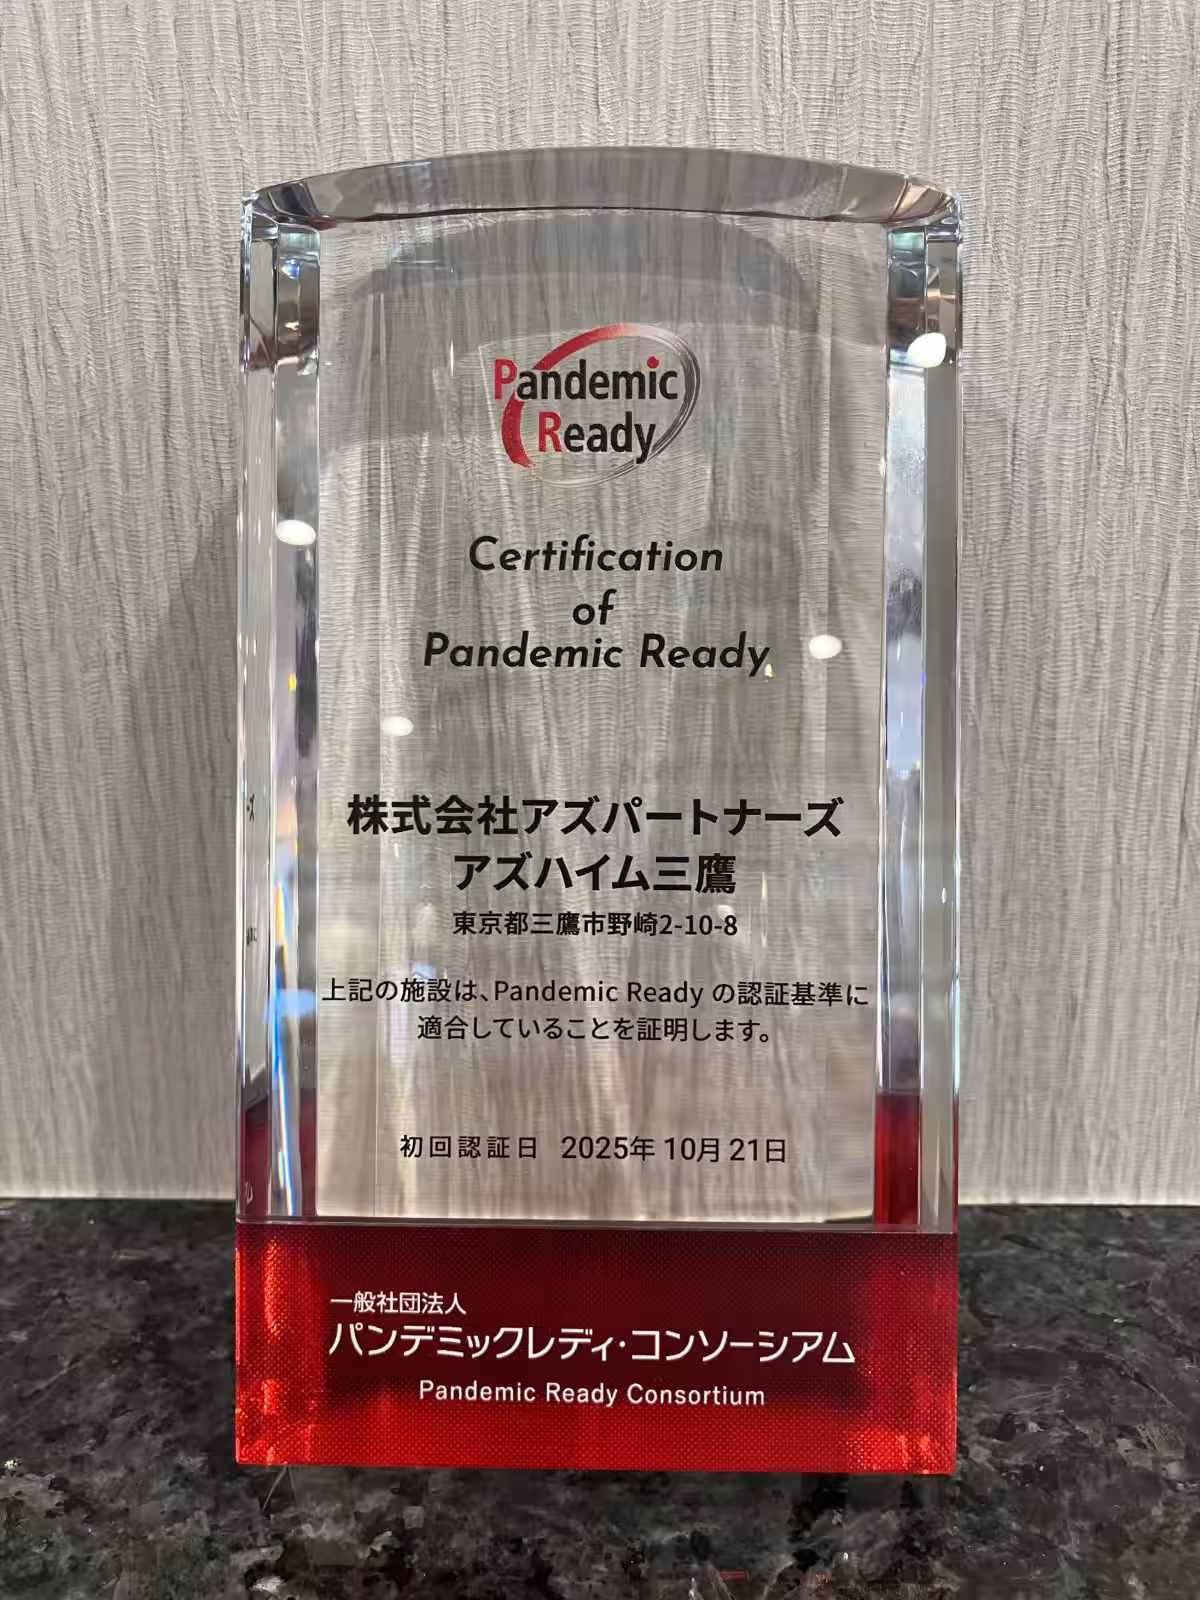 Pandemic
Ready
Certification
of
Pandemic Ready
株式会社アズパートナーズ
アズハイム三鷹
東京都三鷹市野崎2-10-8
上記の施設は、Pandemic Ready の認証基準に
適合していることを証明します。
初回認証日 2025年 10月 21日
一般社団法人
パンデミックレディ・コンソーシアム
Pandemic Ready Consortium